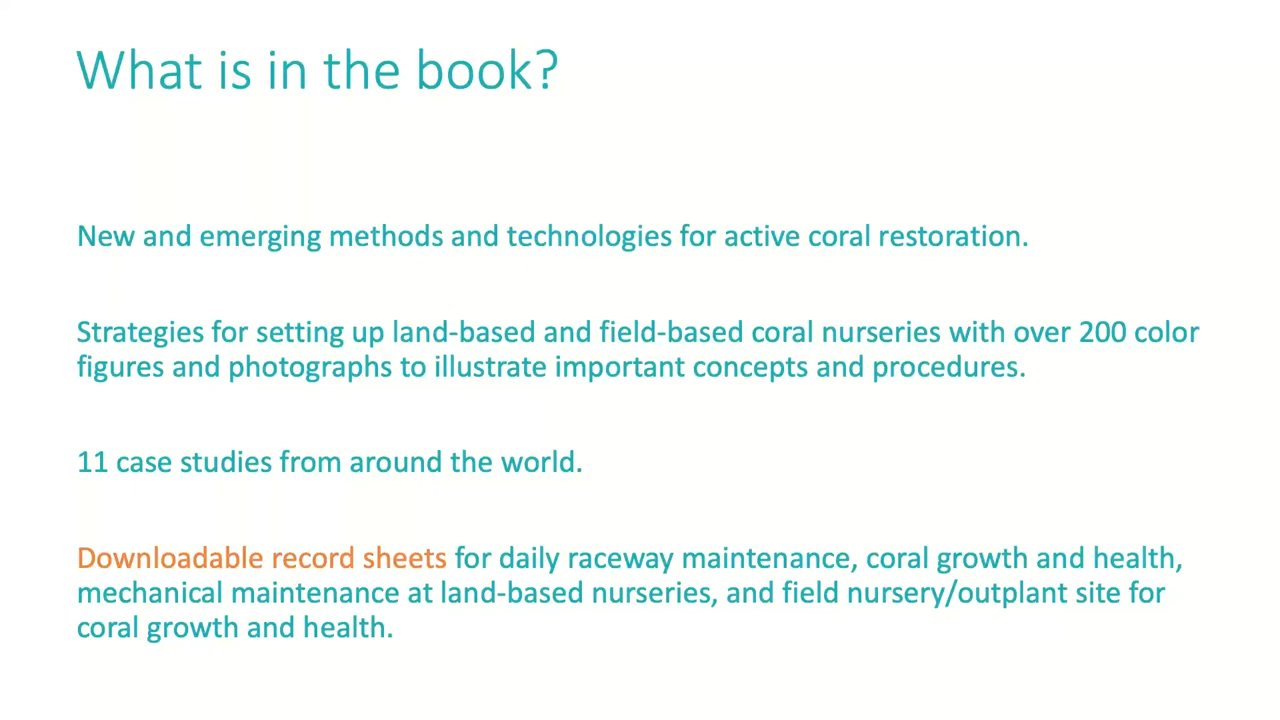 What is in the book?
New and emerging methods and technologies for active coral restoration.
Strategies for setting up land-based and field-based coral nurseries with over 200 color
figures and photographs to illustrate important concepts and procedures.
11 case studies from around the world.
Downloadable record sheets for daily raceway maintenance, coral growth and health,
mechanical maintenance at land-based nurseries, and field nursery/outplant site for
coral growth and health.